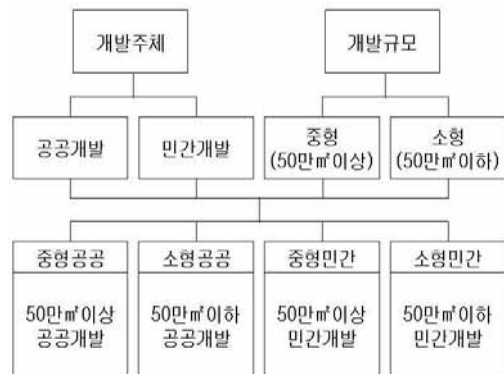 개발주체
개발규모
공공개발
민간개발
중형
(50만㎡이상)
소형
(50만㎡이하)
중형공공
소형공공
중형민간
소형민간
50만㎡이상
공공개발
50만㎡이하
공공개발
50만㎡이상
민간개발
50만㎡이하
민간개발